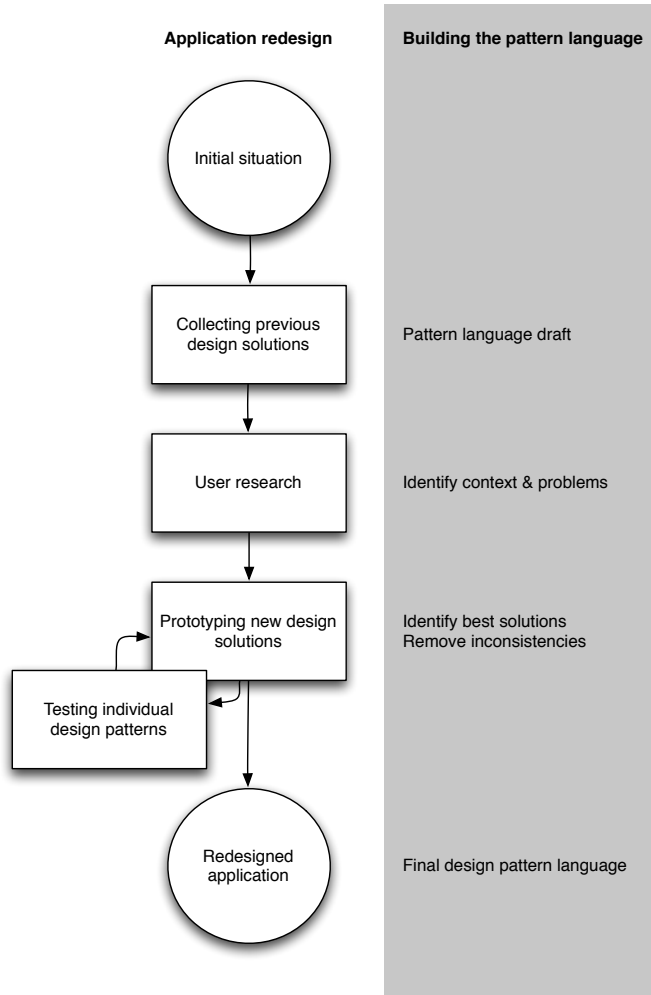 Application redesign
Building the pattern language
Initial situation
Collecting previous
design solutions
Pattern language draft
User research
Identify context & problems
Prototyping new design
solutions
Identify best solutions
Remove inconsistencies
Testing individual
design patterns
Redesigned
application
Final design pattern language